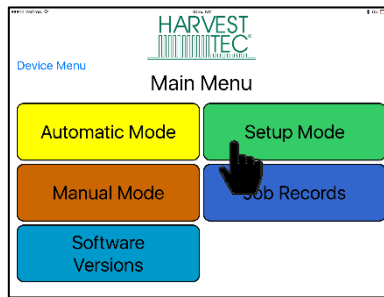 HARVEST
TEC
Device Menu
Main Menu
Automatic Mode
Setup Mode
Manual Mode
Job Records
Software
Versions